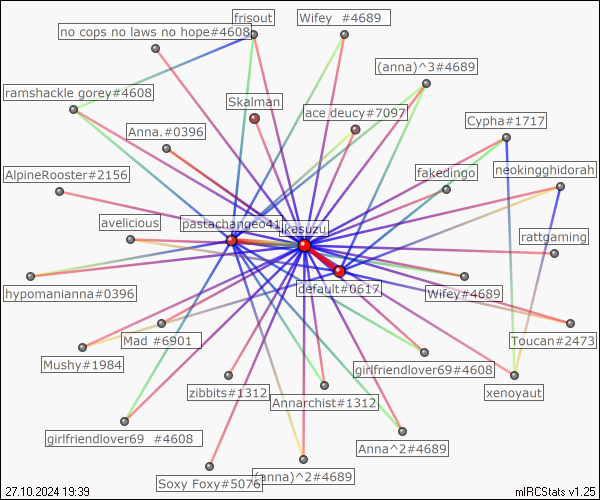 frisout
Wifey  #4689
no cops no laws no hope#4608
(anna)^3#4689
ramshackle gorey#4608
Skalman
ace deucy#7097
Cypha#1717
Anna.#0396
AlpineRooster#2156
fakedingo
neokingghidorah
avelicious
pastachangeo41
kasuzu
rattgaming
default#0617
hypomanianna#0396
Wifey#4689
Mad  #6901
Toucan#2473
Mushy#1984
girlfriendlover69#4608
zibbits#1312
Annarchist#1312
xenoyaut
girlfriendlover69  #4608
Anna^2#4689
Soxy Foxy#5076
(anna)^2#4689
27.10.2024 19:39
mIRCStats v1.25